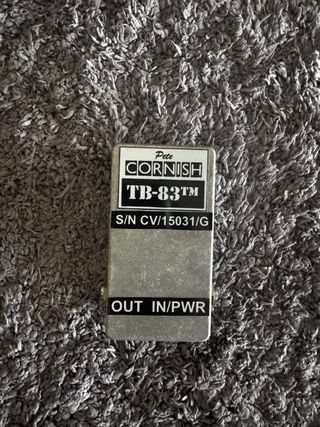 Pete
CORNISH
TB-83™
S/N CV/15031/G
OUT IN/PWR